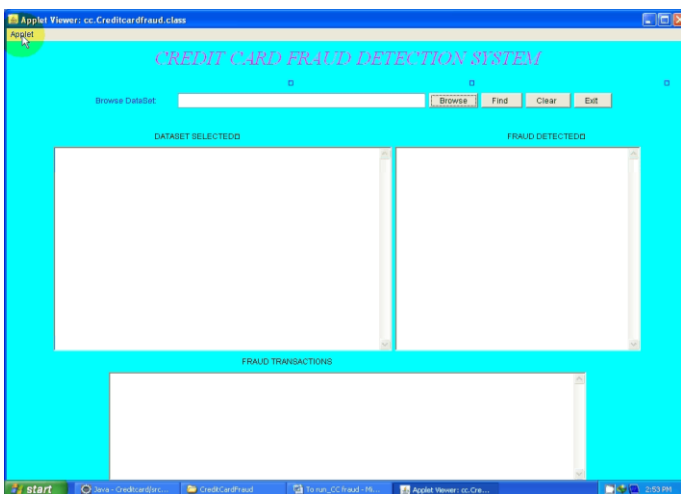 Applet Viewer: cc.Creditcardfraud.class
Applet
CREDIT CARD FRAUD DETECTION SYSTEM
Browse DataSet Browse Find Clear Exit
DATASET SELECTED FRAUD DETECTED
FRAUD TRANSACTIONS
start Java - Creditcard/src... CreditCardFraud To run_CC fraud - Mi... Applet Viewer: cc.Cre... 2:53 PM